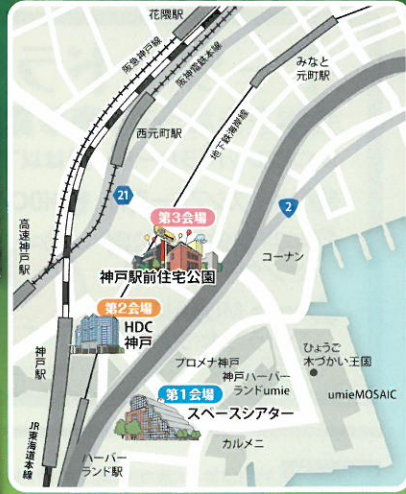 花隈駅
阪急神戸線
阪神電鉄本線
みなと
元町駅
西元町駅
地下鉄海岸線
21
2
高速神戸駅
第3会場
神戸駅前住宅公園
コーナン
第2会場
HDC
神戸
神戸駅
プロメナ神戸
神戸ハーバー
ランドumie
ひょうご
木づかい王国
umieMOSAIC
第1会場
スペースシアター
カルメニ
JR東海道本線
ハーバー
ランド駅